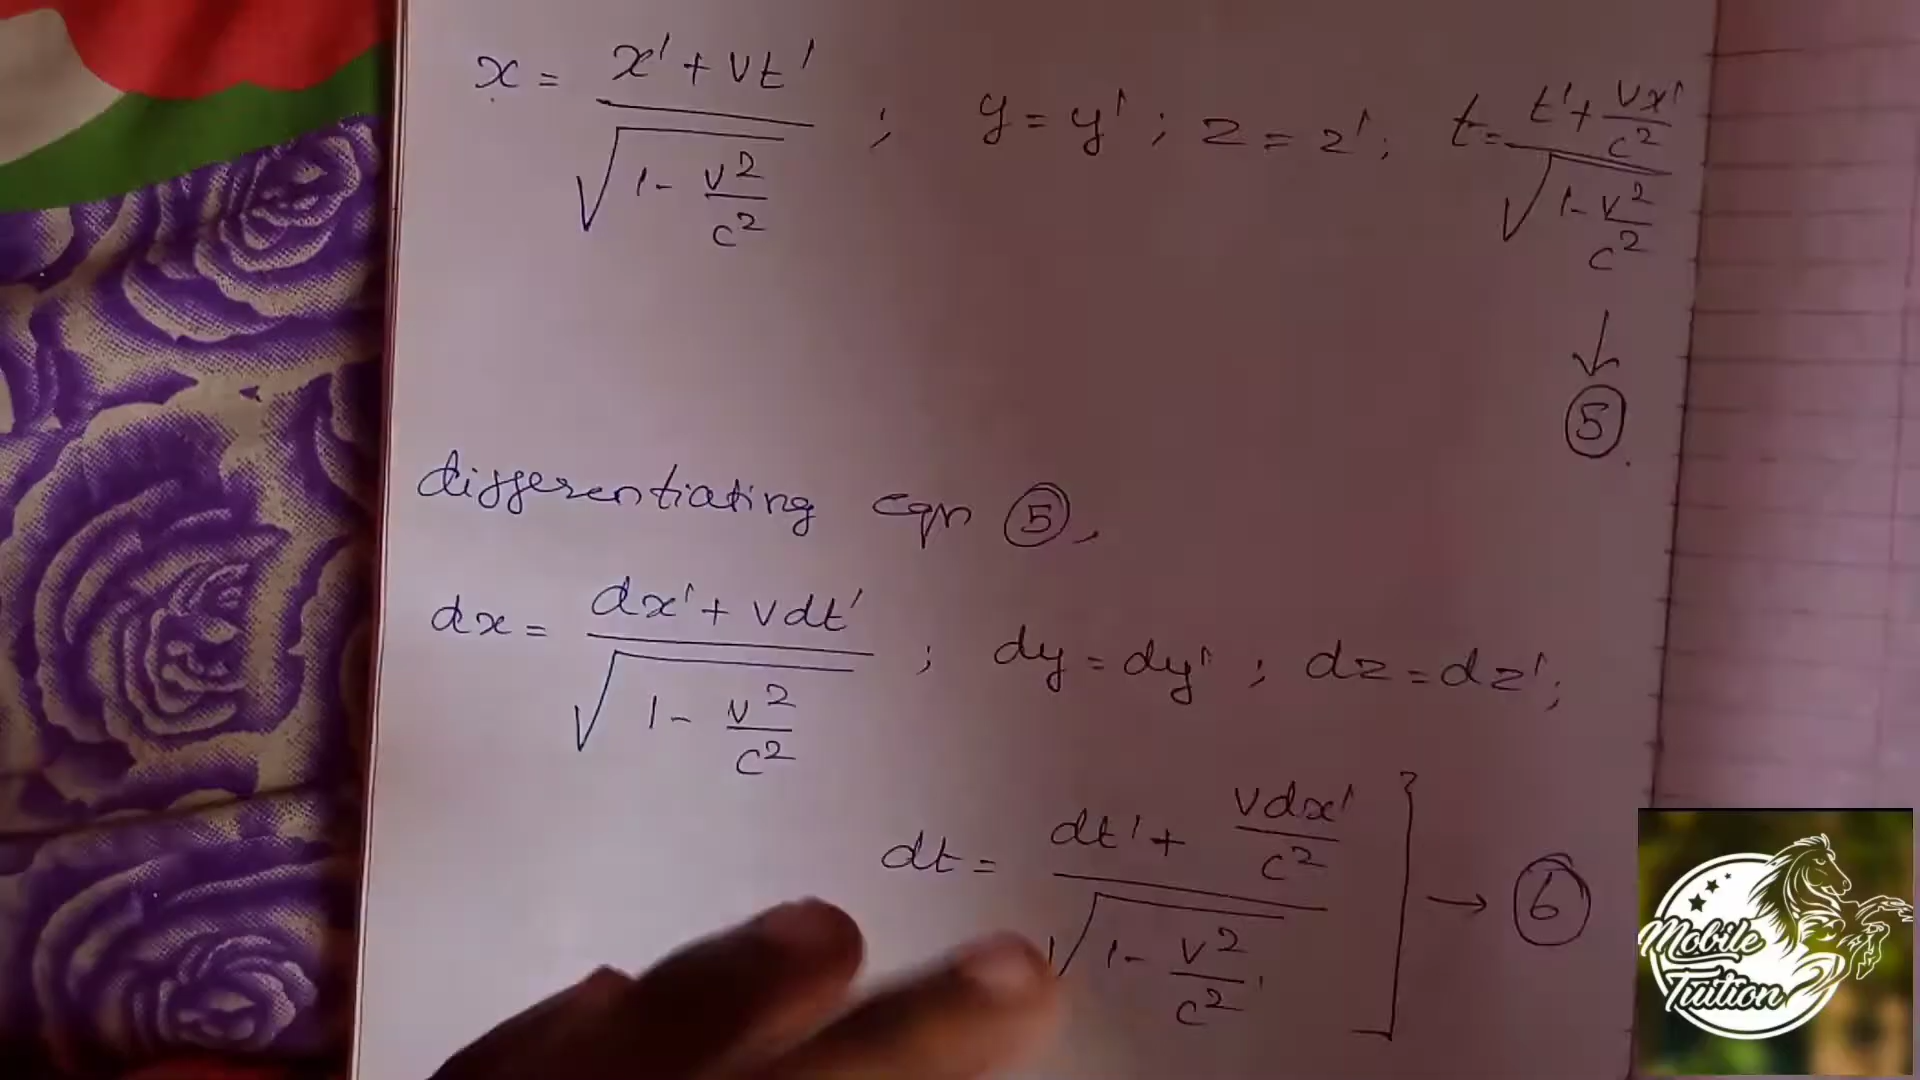 x = (x' + vt') / √(1 - v²/c²) ; y = y' ; z = z' ; t = (t' + vx'/c²) / √(1 - v²/c²)
↓
⑤
differentiating eqn ⑤,
dx = (dx' + vdt') / √(1 - v²/c²) ; dy = dy' ; dz = dz' ;
dt = (dt' + vdx'/c²) / √(1 - v²/c²) ] → ⑥
Mobile
Tuition